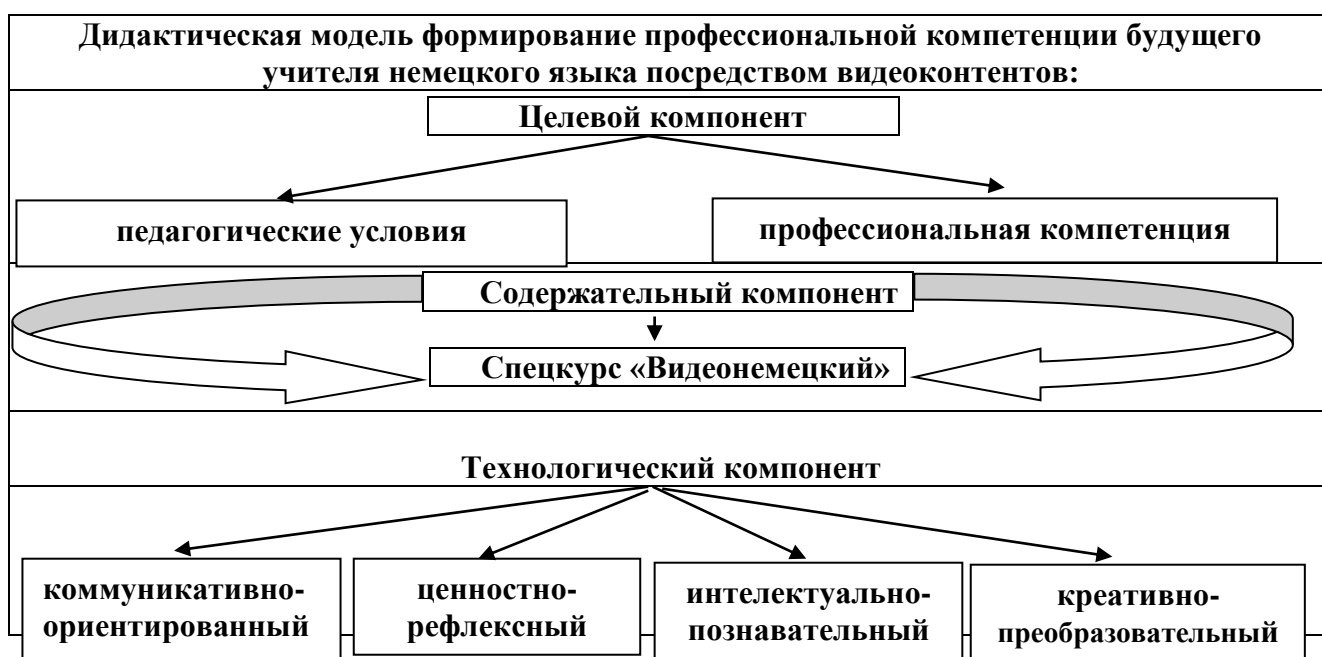 Дидактическая модель формирование профессиональной компетенции будущего
учителя немецкого языка посредством видеоконтентов:
Целевой компонент
педагогические условия
профессиональная компетенция
Содержательный компонент
Спецкурс «Видеонемецкий»
Технологический компонент
коммуникативно-
ориентированный
ценностно-
рефлексный
интелектуально-
познавательный
креативно-
преобразовательный